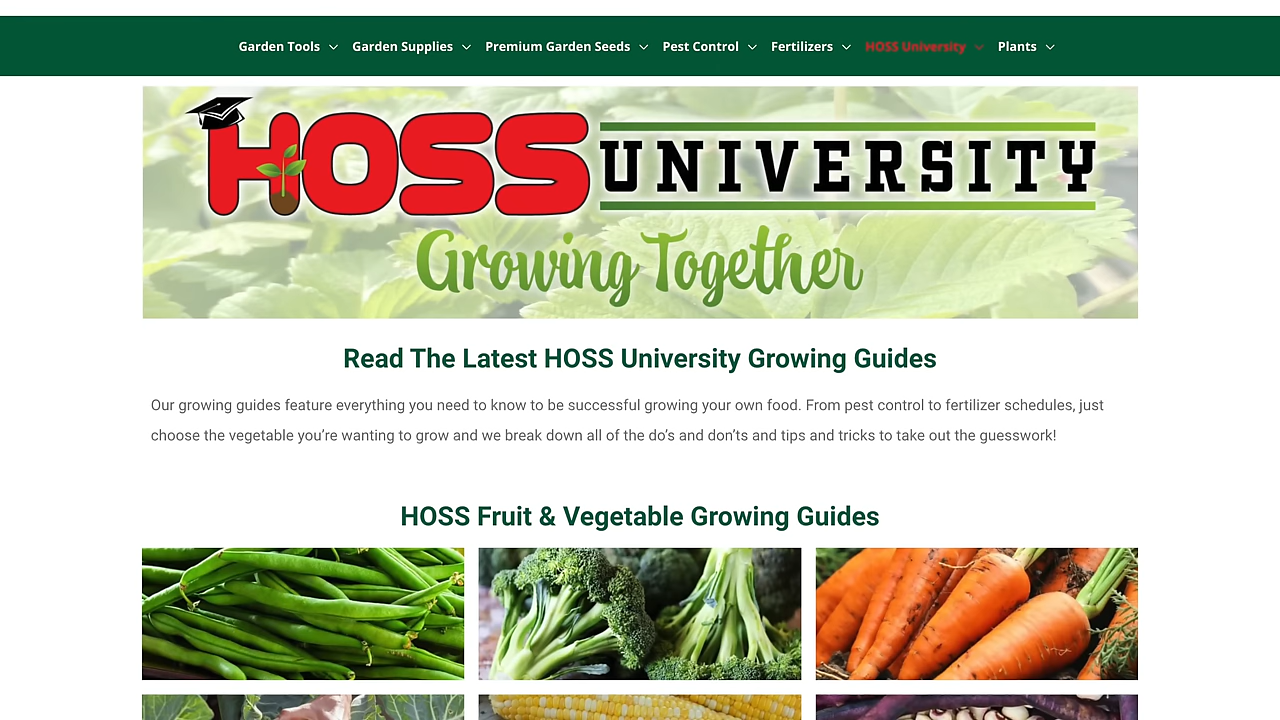 Garden Tools Garden Supplies Premium Garden Seeds Pest Control Fertilizers HOSS University Plants
HOSS UNIVERSITY
Growing Together
Read The Latest HOSS University Growing Guides
Our growing guides feature everything you need to know to be successful growing your own food. From pest control to fertilizer schedules, just
choose the vegetable you’re wanting to grow and we break down all of the do’s and don’ts and tips and tricks to take out the guesswork!
HOSS Fruit & Vegetable Growing Guides